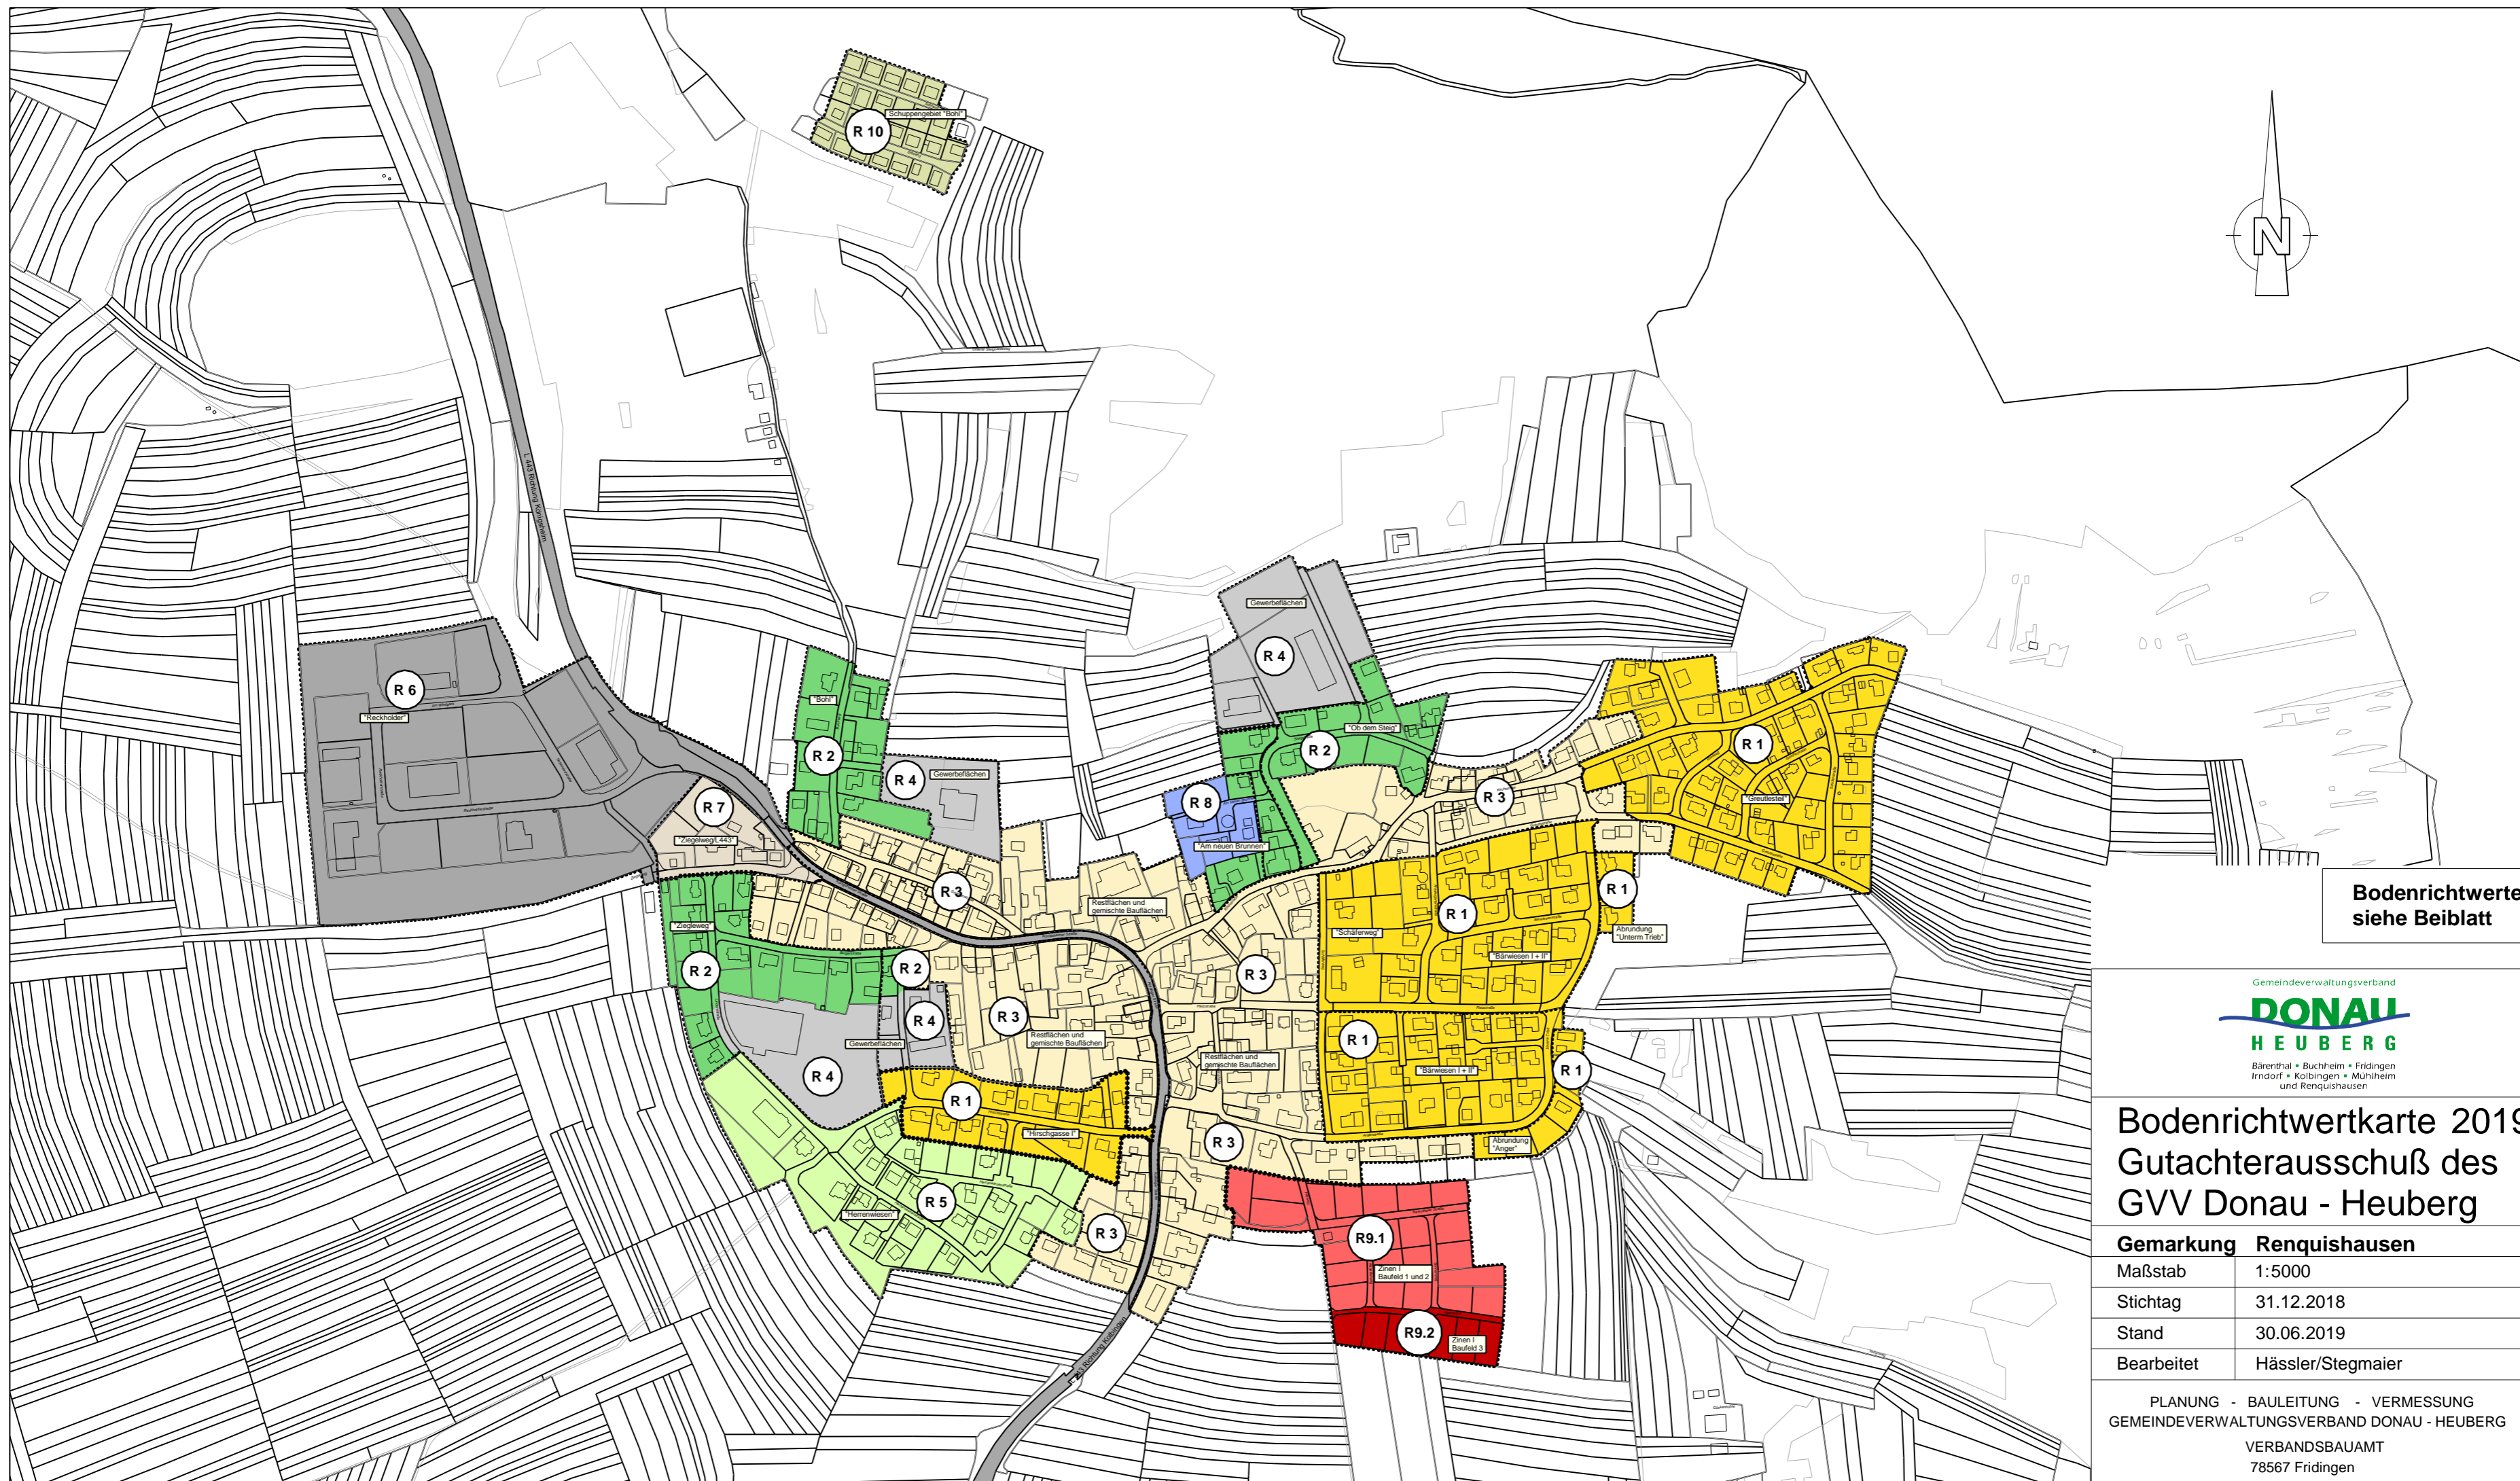 Schuppengebiet "Bohl"
R 10
N
L 443 Richtung Königsheim
Gewerbeflächen
R 4
R 6
"Reckholder"
"Bohl"
R 2
"Ob dem Steig"
R 2
R 1
R 4
Gewerbeflächen
R 7
"Ziegelweg/L443"
R 8
"Am neuen Brunnen"
R 3
"Greutlesteil"
R 3
Restflächen und
gemischte Bauflächen
R 1
R 1
"Schäferweg"
Abrundung
"Unterm Trieb"
"Bärwiesen I + II"
"Ziegleweg"
R 2
R 2
R 3
R 4
R 3
Restflächen und
gemischte Bauflächen
Gewerbeflächen
R 4
Restflächen und
gemischte Bauflächen
R 1
"Bärwiesen I + II"
R 1
R 1
"Hirschgasse I"
R 3
Abrundung
"Anger"
R 5
"Herrenwiesen"
R 3
R9.1
Zinen I
Baufeld 1 und 2
R9.2
Zinen I
Baufeld 3
Bodenrichtwerte
siehe Beiblatt
Gemeindeverwaltungsverband
DONAU
HEUBERG
Bärenthal • Buchheim • Fridingen
Irndorf • Kolbingen • Mühlheim
und Renquishausen
Bodenrichtwertkarte 2019
Gutachterausschuß des
GVV Donau - Heuberg
Gemarkung Renquishausen
Maßstab 1:5000
Stichtag 31.12.2018
Stand 30.06.2019
Bearbeitet Hässler/Stegmaier
PLANUNG - BAULEITUNG - VERMESSUNG
GEMEINDEVERWALTUNGSVERBAND DONAU - HEUBERG
VERBANDSBAUAMT
78567 Fridingen